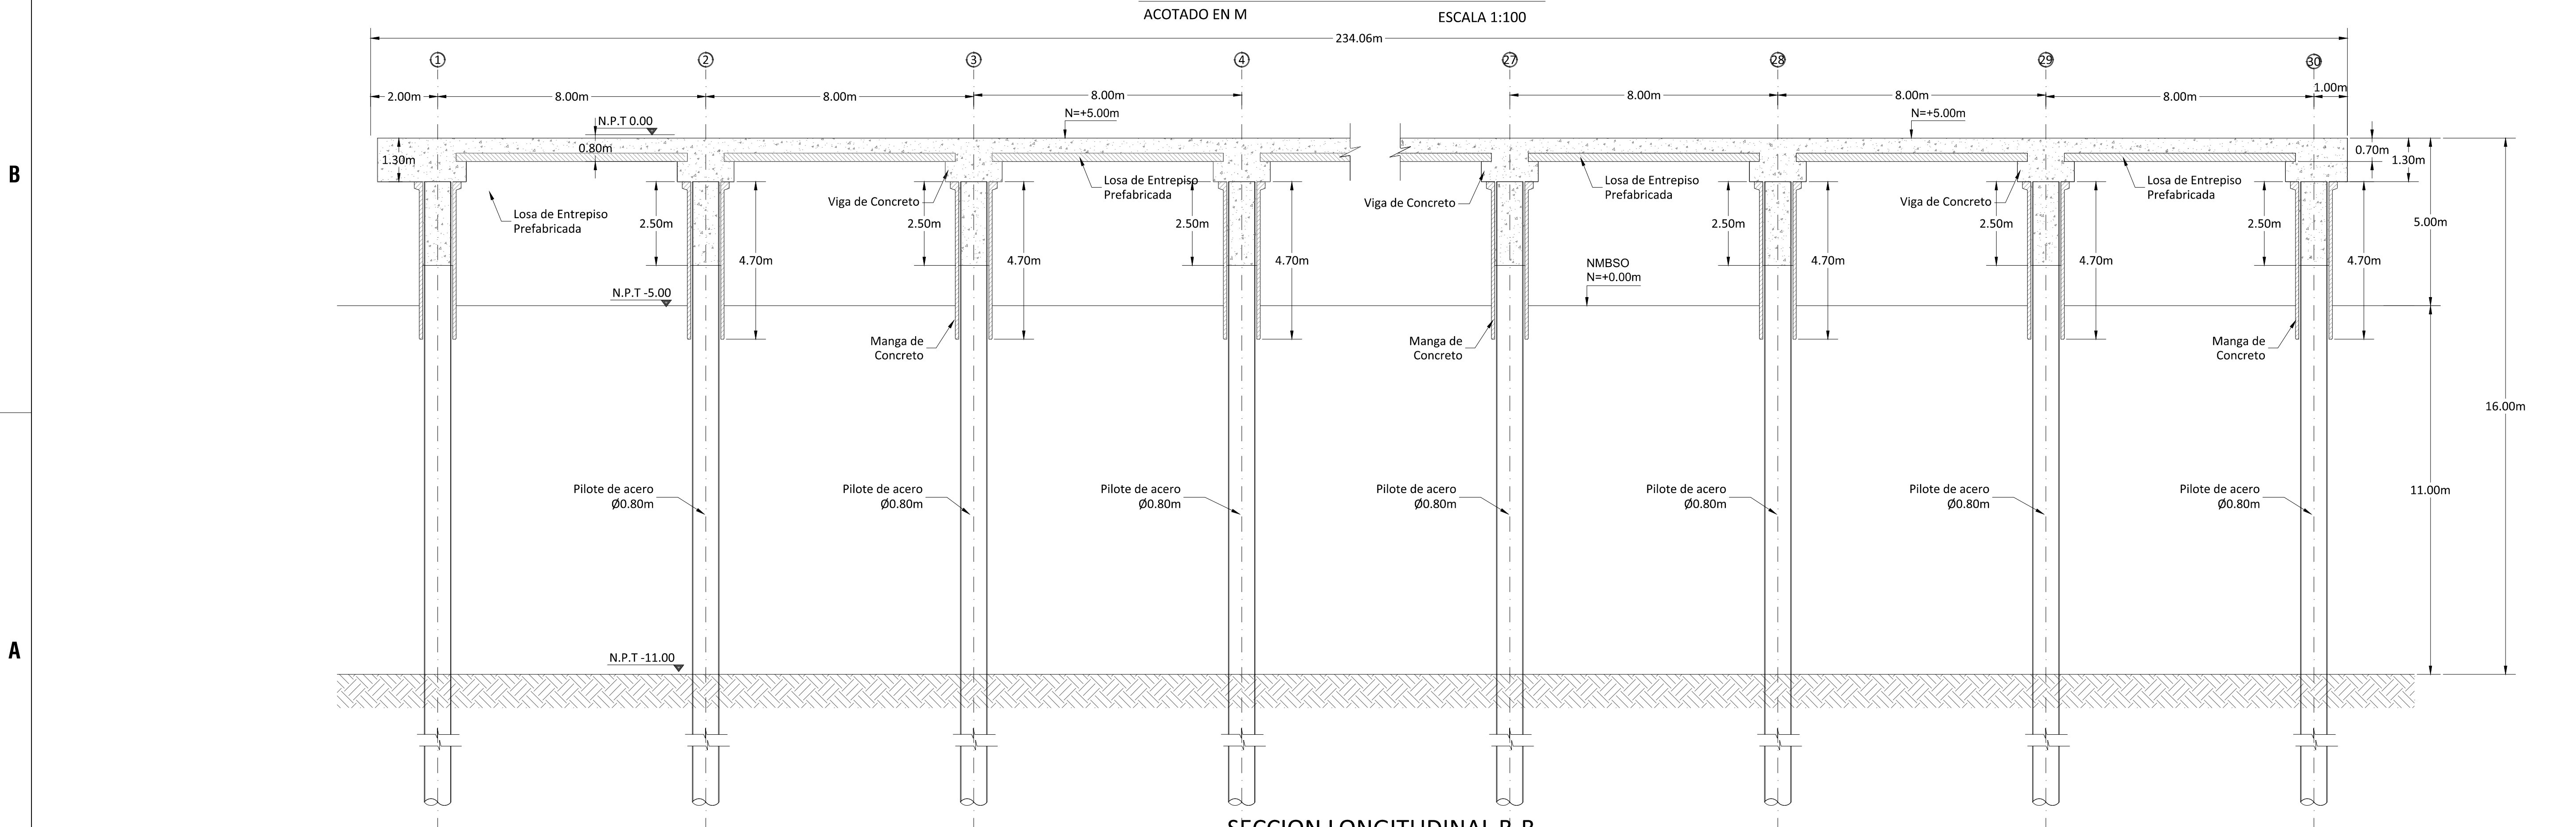 ACOTADO EN M
ESCALA 1:100
234.06m
1
2
3
4
27
28
29
30
2.00m
8.00m
8.00m
8.00m
8.00m
8.00m
8.00m
1.00m
N.P.T 0.00
N=+5.00m
N=+5.00m
0.80m
1.30m
0.70m
1.30m
B
Losa de Entrepiso
Prefabricada
Losa de Entrepiso
Prefabricada
Losa de Entrepiso
Prefabricada
Losa de Entrepiso
Prefabricada
Viga de Concreto
Viga de Concreto
Viga de Concreto
2.50m
2.50m
2.50m
2.50m
2.50m
2.50m
5.00m
4.70m
4.70m
4.70m
4.70m
4.70m
4.70m
NMBSO
N=+0.00m
N.P.T -5.00
Manga de
Concreto
Manga de
Concreto
Manga de
Concreto
16.00m
Pilote de acero
Ø0.80m
Pilote de acero
Ø0.80m
Pilote de acero
Ø0.80m
Pilote de acero
Ø0.80m
Pilote de acero
Ø0.80m
Pilote de acero
Ø0.80m
Pilote de acero
Ø0.80m
11.00m
A
N.P.T -11.00
SECCION LONGITUDINAL